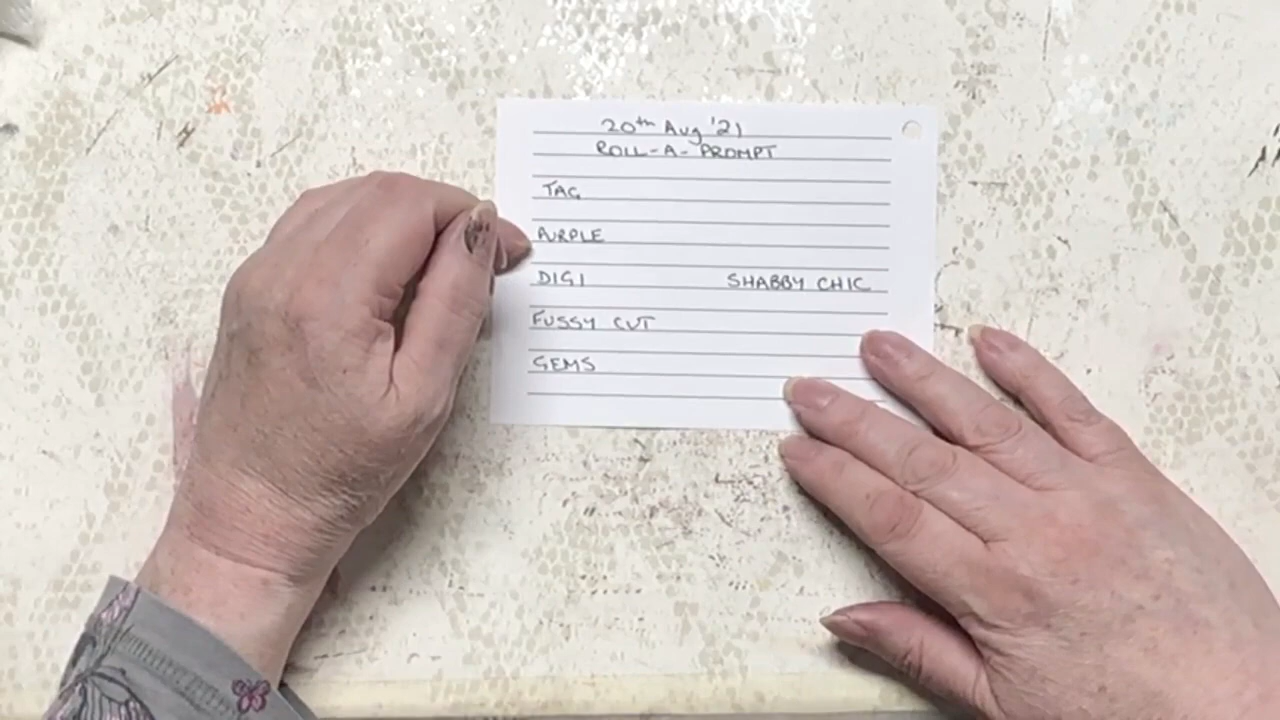 20th Aug '21
ROLL-A-PROMPT
TAG
PURPLE
DIGI SHABBY CHIC
FUSSY CUT
GEMS